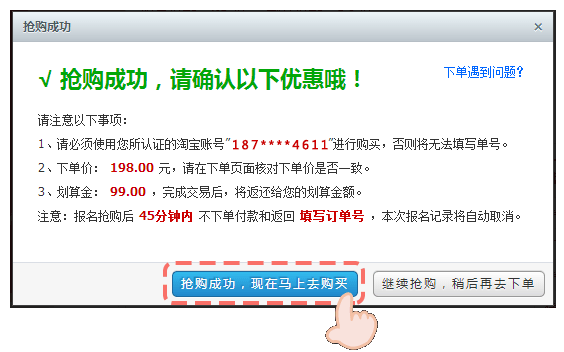 抢购成功
×
√ 抢购成功，请确认以下优惠哦！
下单遇到问题?
请注意以下事项：
1、请必须使用您所认证的淘宝账号"187****4611"进行购买，否则将无法填写单号。
2、下单价： 198.00 元，请在下单页面核对下单价是否一致。
3、划算金： 99.00 ，完成交易后，将返还给您的划算金额。
注意：报名抢购后 45分钟内 不下单付款和返回 填写订单号 ，本次报名记录将自动取消。
抢购成功，现在马上去购买
继续抢购，稍后再去下单